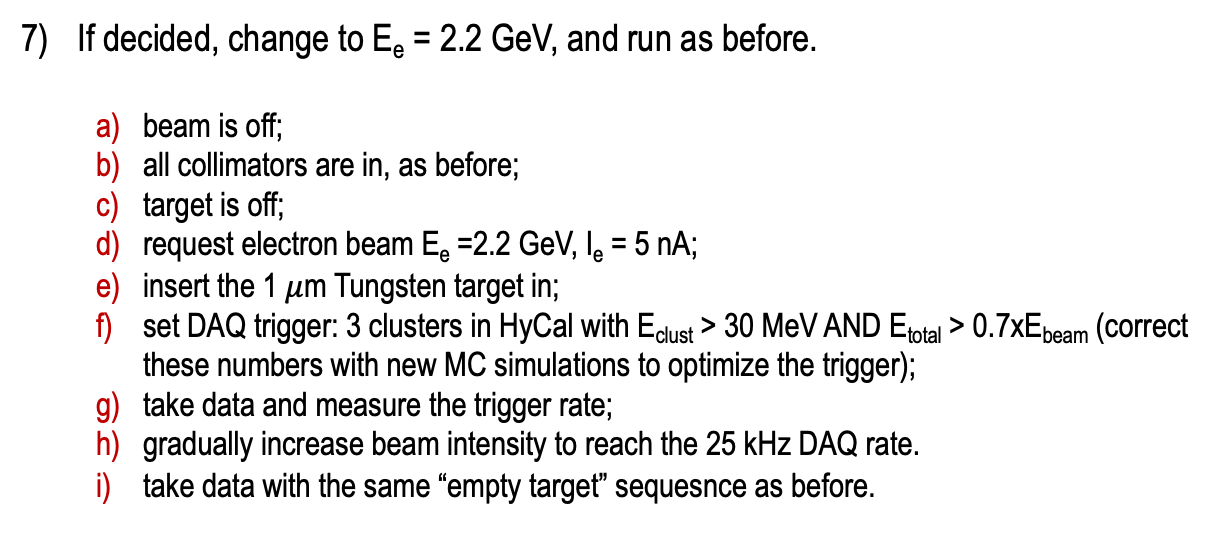 7) If decided, change to Ee = 2.2 GeV, and run as before.
a) beam is off;
b) all collimators are in, as before;
c) target is off;
d) request electron beam Ee =2.2 GeV, Ie = 5 nA;
e) insert the 1 μm Tungsten target in;
f) set DAQ trigger: 3 clusters in HyCal with Eclust > 30 MeV AND Etotal > 0.7xEbeam (correct
these numbers with new MC simulations to optimize the trigger);
g) take data and measure the trigger rate;
h) gradually increase beam intensity to reach the 25 kHz DAQ rate.
i) take data with the same “empty target” sequesnce as before.